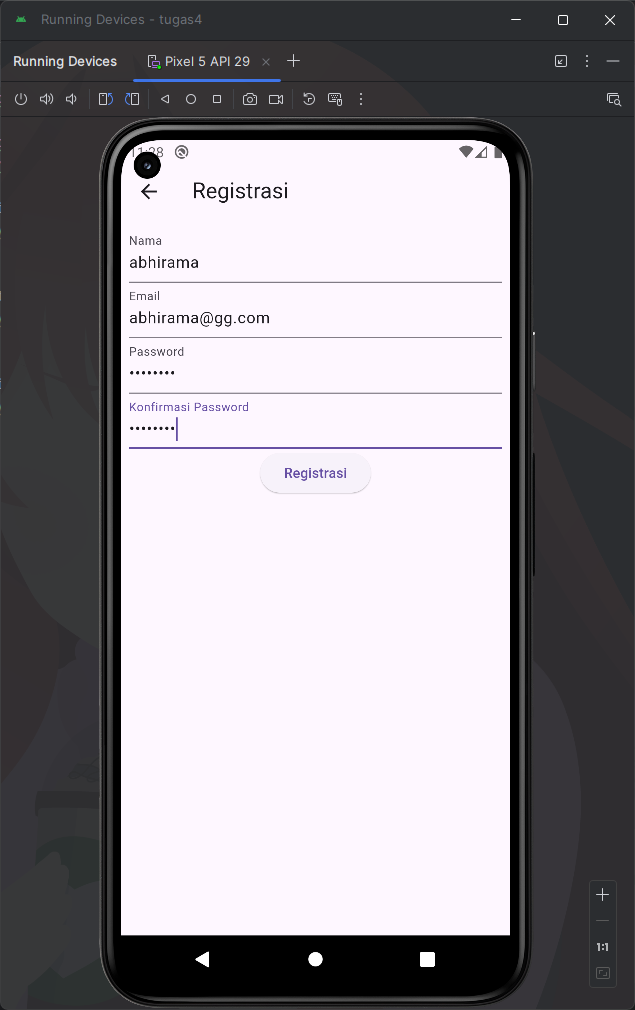 Running Devices - tugas4
Running Devices
Pixel 5 API 29
11:28
Registrasi
Nama
abhirama
Email
abhirama@gg.com
Password
••••••••
Konfirmasi Password
••••••••
Registrasi
1:1